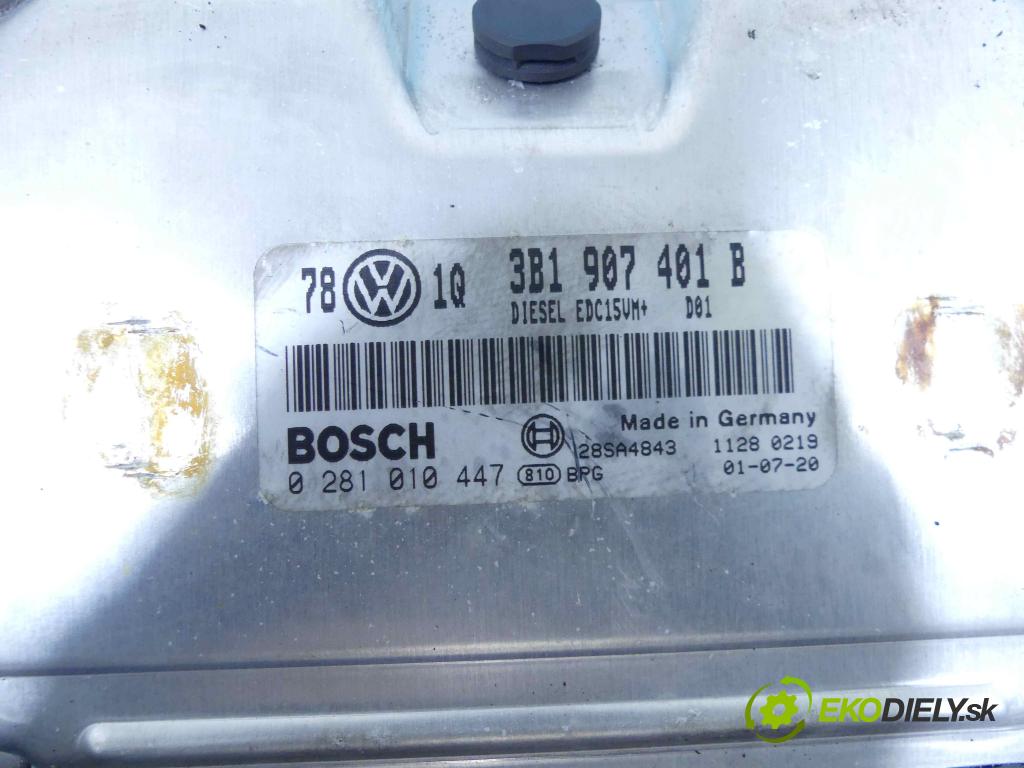 78 VW 1Q 3B1 907 401 B
DIESEL EDC15VM+ D01
BOSCH
Made in Germany
28SA4843 1128 0219
0 281 010 447 810 BPG 01-07-20
EKODIELY.sk